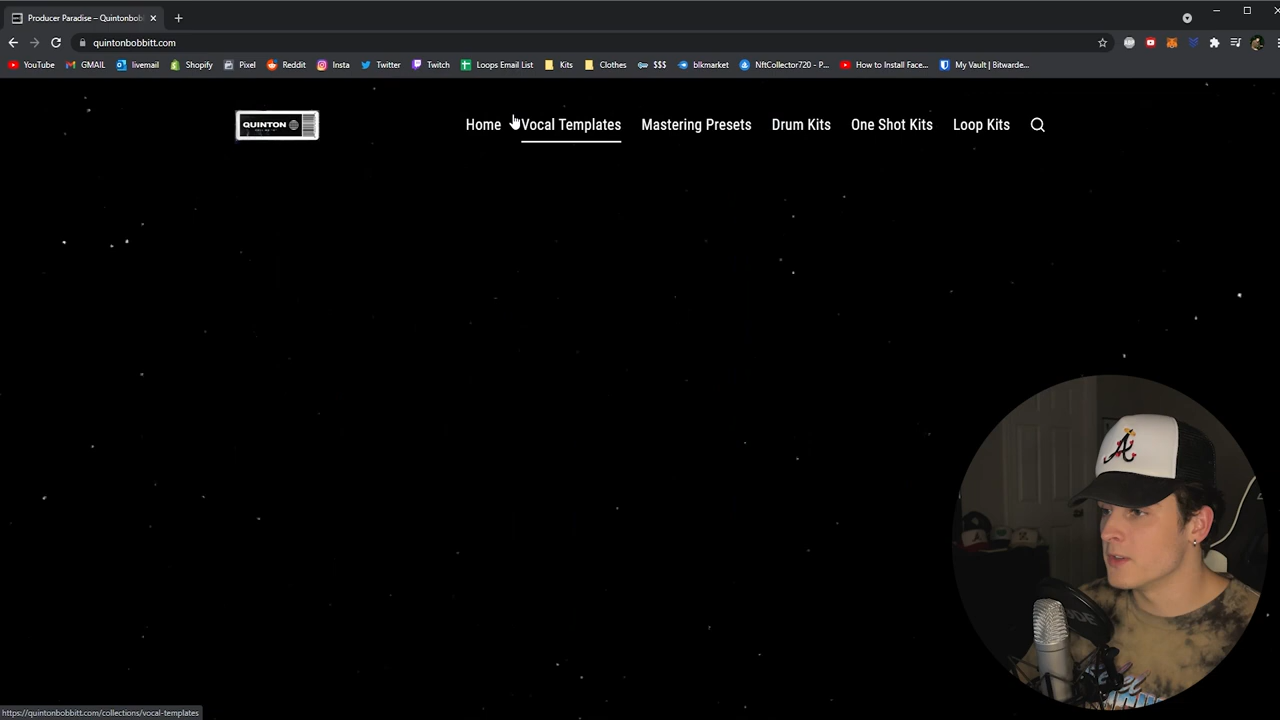 Producer Paradise – Quintonbob
quintonbobbitt.com
YouTube GMAIL livemail Shopify Pixel Reddit Insta Twitter Twitch Loops Email List Kits Clothes $$$ blkmarket NftCollector720 - P... How to Install Face... My Vault | Bitwarde...
QUINTON
Home Vocal Templates Mastering Presets Drum Kits One Shot Kits Loop Kits
A
https://quintonbobbitt.com/collections/vocal-templates